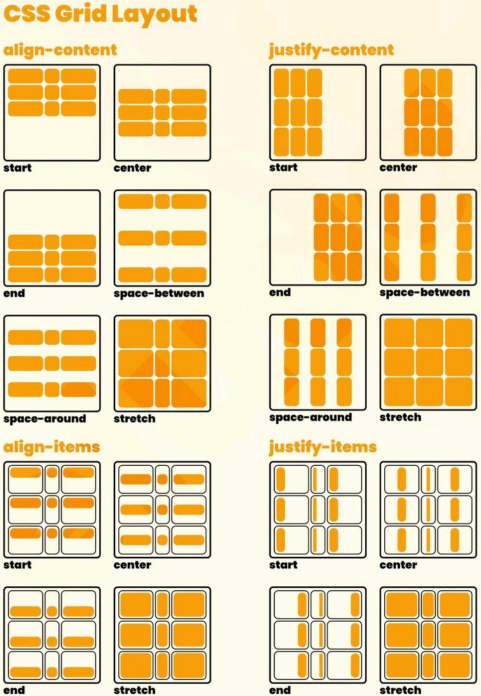 CSS Grid Layout
align-content
justify-content
start
center
start
center
end
space-between
end
space-between
space-around
stretch
space-around
stretch
align-items
justify-items
start
center
start
center
end
stretch
end
stretch